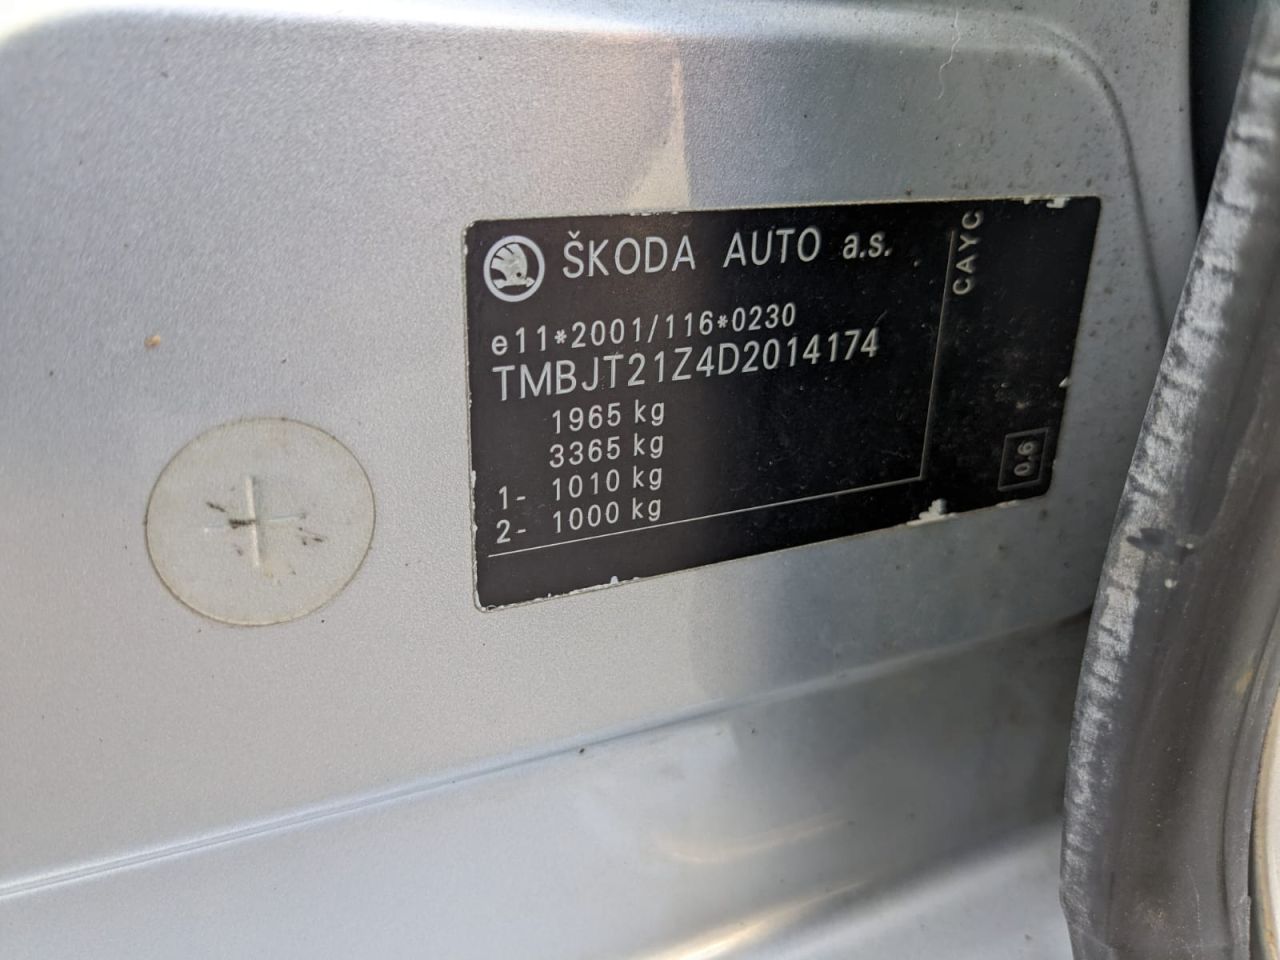 ŠKODA AUTO a.s.
e11*2001/116*0230
TMBJT21Z4D2014174
1965 kg
3365 kg
1- 1010 kg
2- 1000 kg
CAYC
0.6